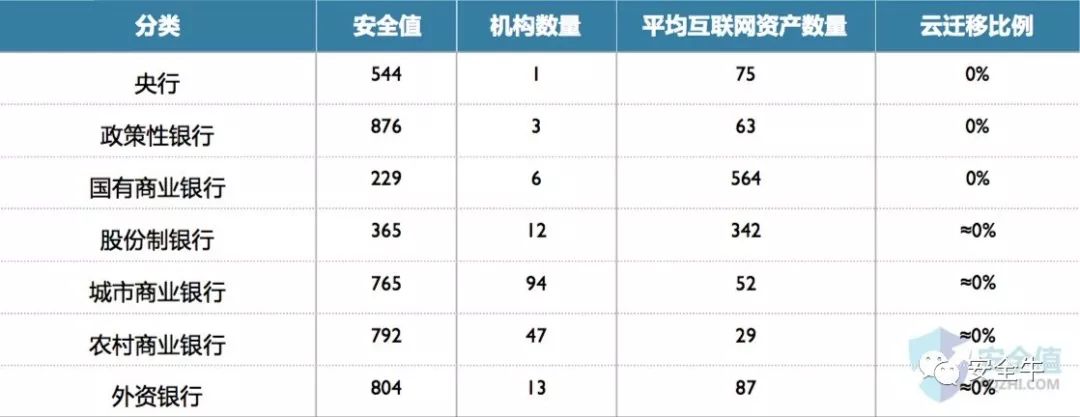 分类 安全值 机构数量 平均互联网资产数量 云迁移比例
央行 544 1 75 0%
政策性银行 876 3 63 0%
国有商业银行 229 6 564 0%
股份制银行 365 12 342 ≈0%
城市商业银行 765 94 52 ≈0%
农村商业银行 792 47 29 ≈0%
安全值
安全牛
外资银行 804 13 87 ≈0%